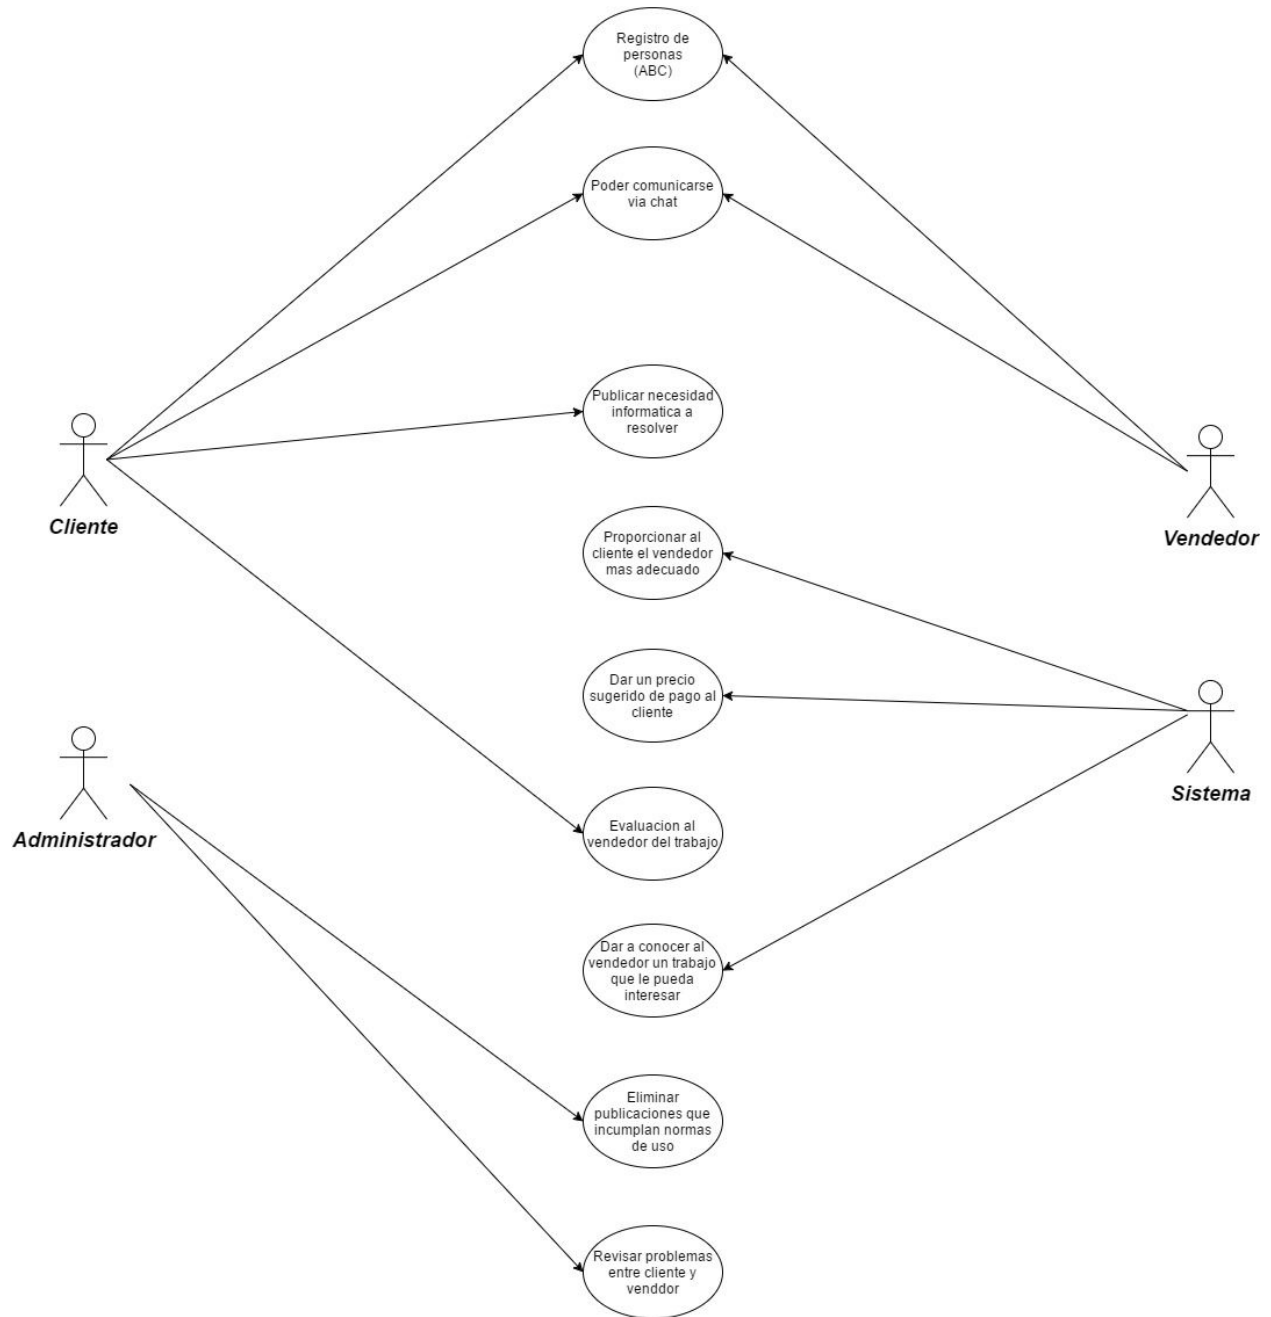 Registro de
personas
(ABC)
Poder comunicarse
via chat
Publicar necesidad
informatica a
resolver
Cliente
Vendedor
Proporcionar al
cliente el vendedor
mas adecuado
Dar un precio
sugerido de pago al
cliente
Sistema
Administrador
Evaluacion al
vendedor del trabajo
Dar a conocer al
vendedor un trabajo
que le pueda
interesar
Eliminar
publicaciones que
incumplan normas
de uso
Revisar problemas
entre cliente y
venddor